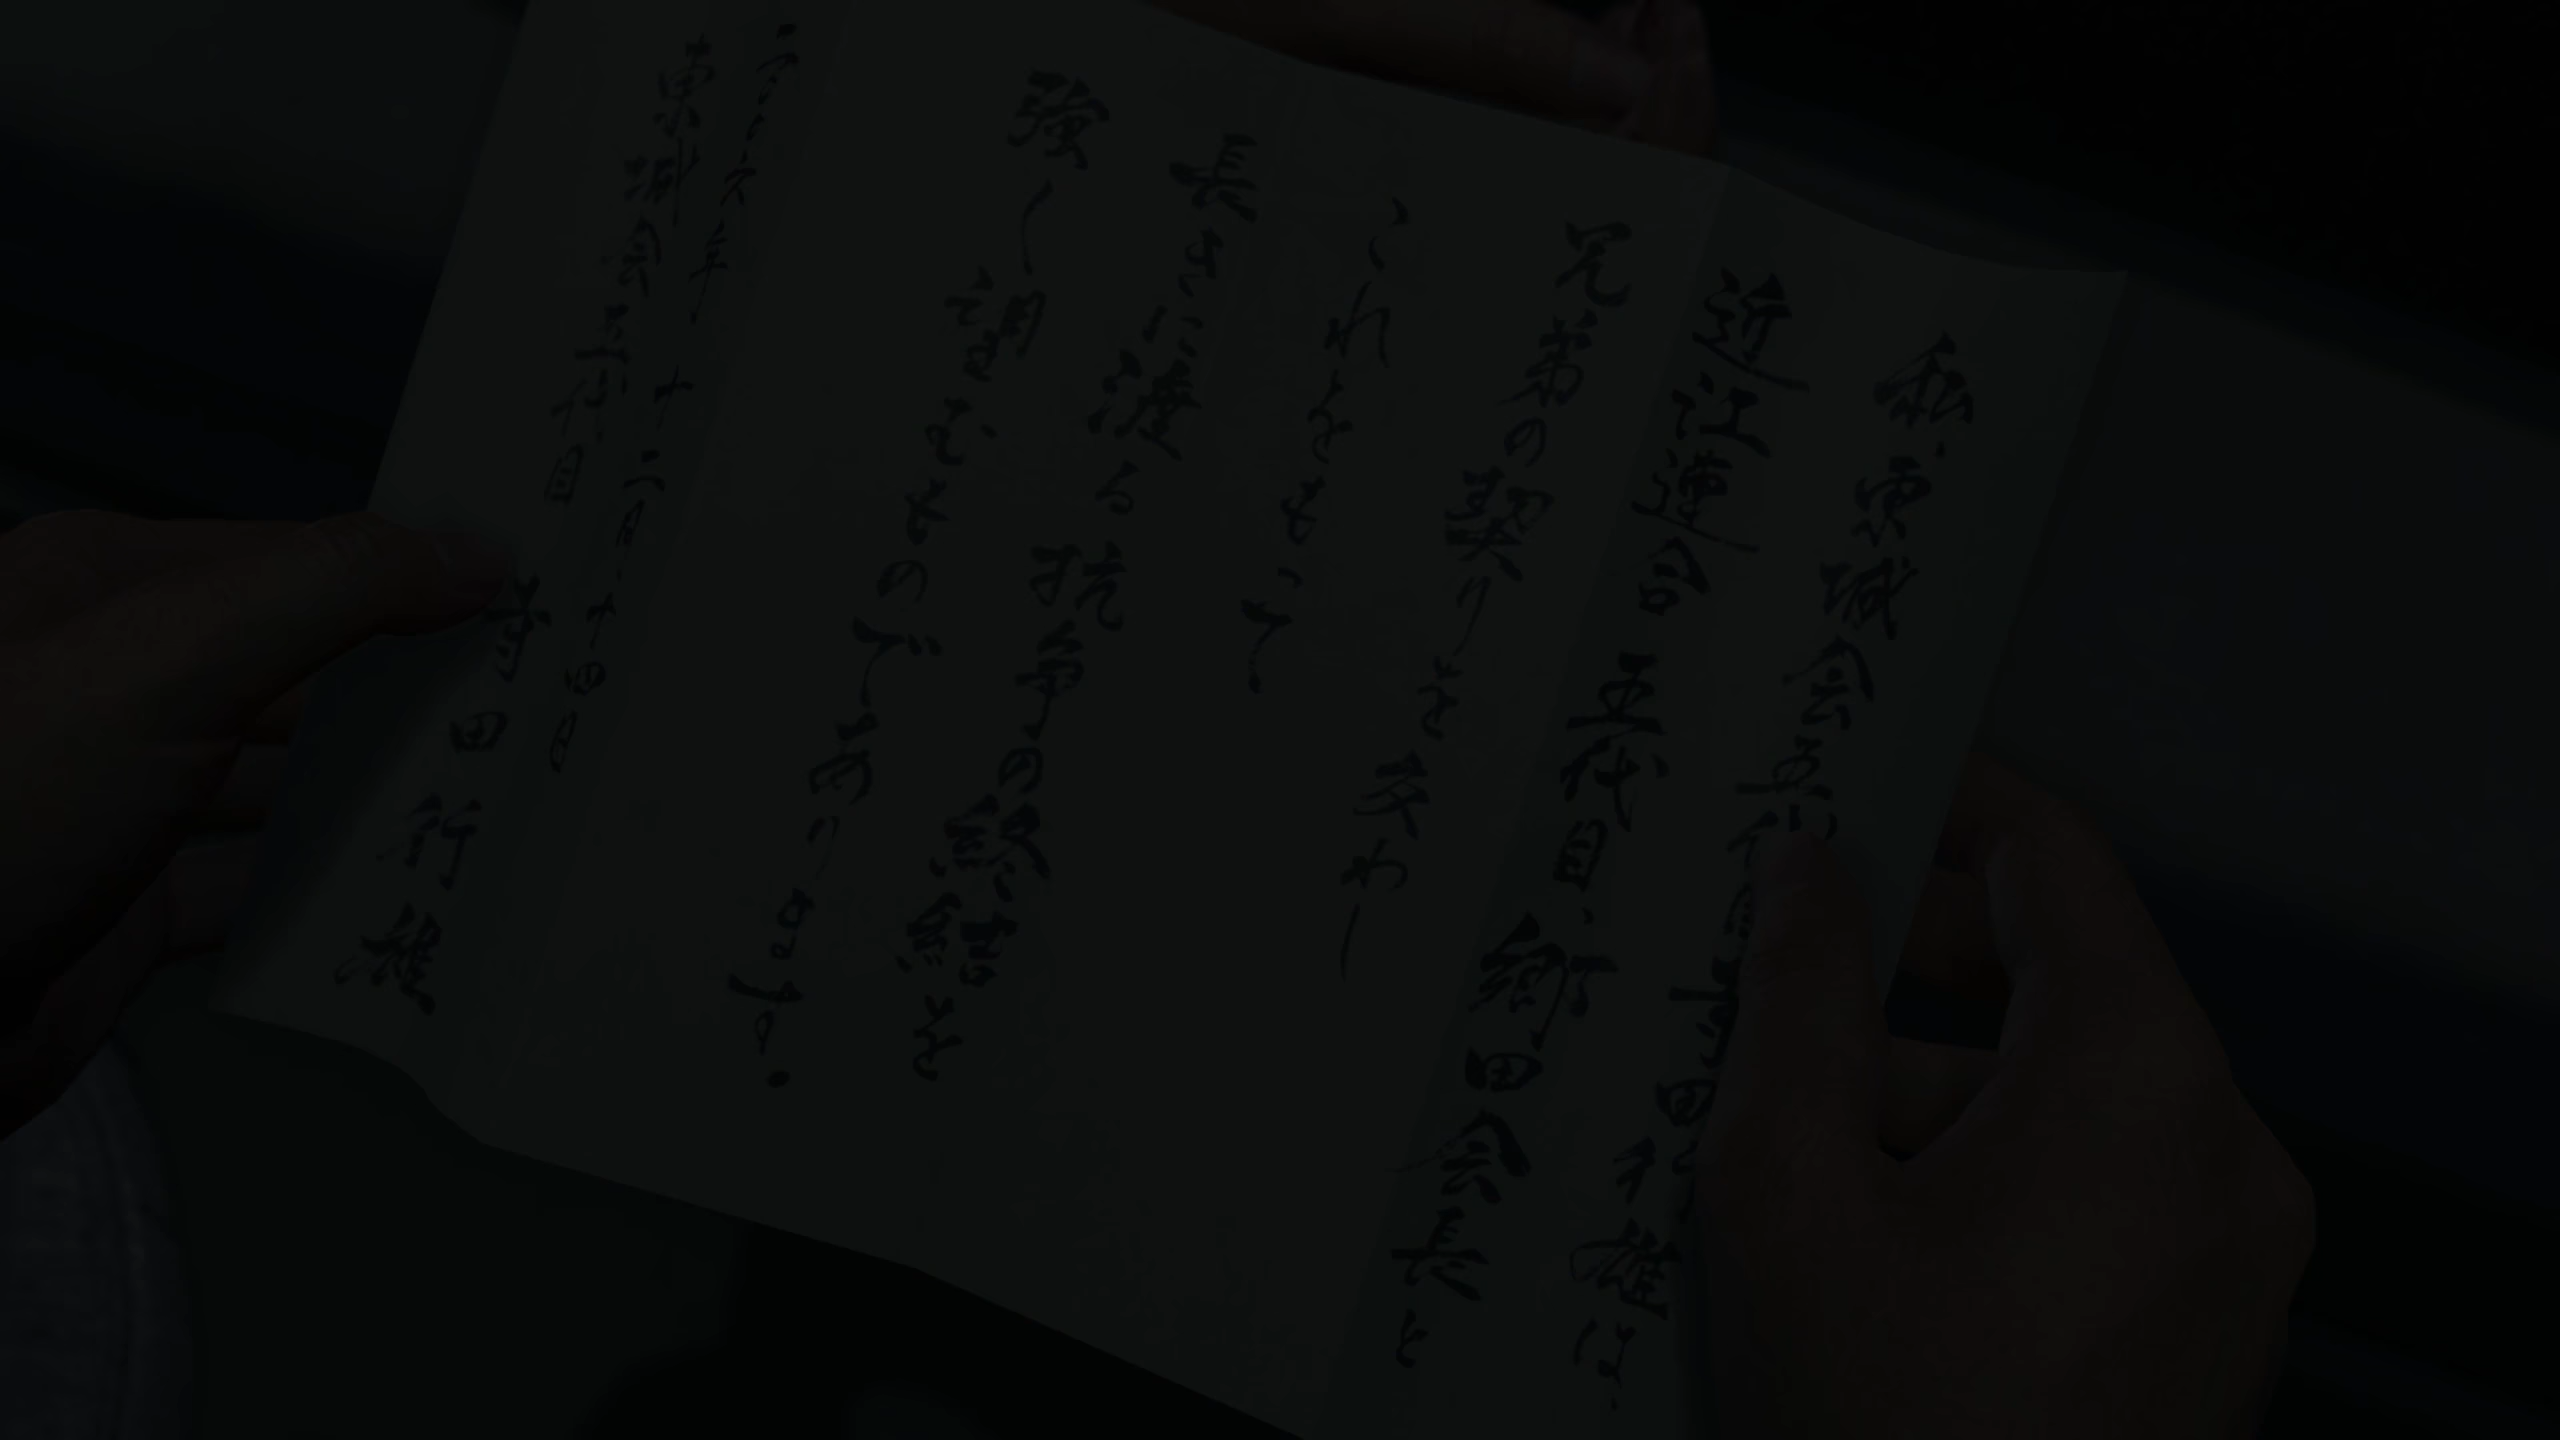 私、東城会五代目 寺田行雄は、
近江連合 五代目、郷田会長と
兄弟の契りを交わし
これをもって
長きに渡る抗争の終結を
強く望むものであります。
二〇〇六年 十二月 十四日
東城会五代目 寺田行雄